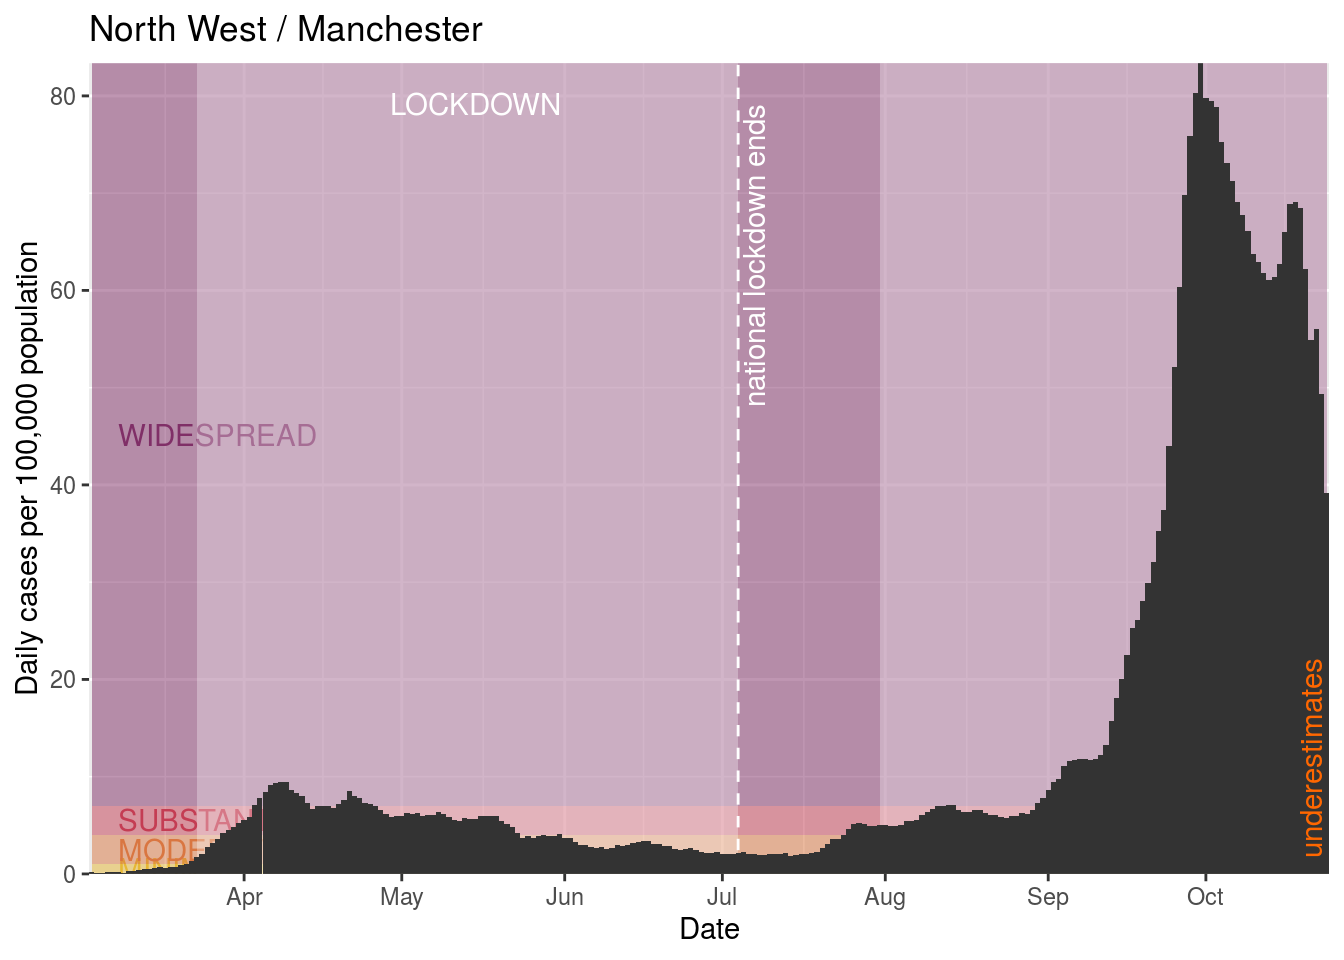 North West / Manchester
80
60
40
20
0
Daily cases per 100,000 population
LOCKDOWN
national lockdown ends
WIDESPREAD
underestimates
Apr
May
Jun
Jul
Aug
Sep
Oct
Date